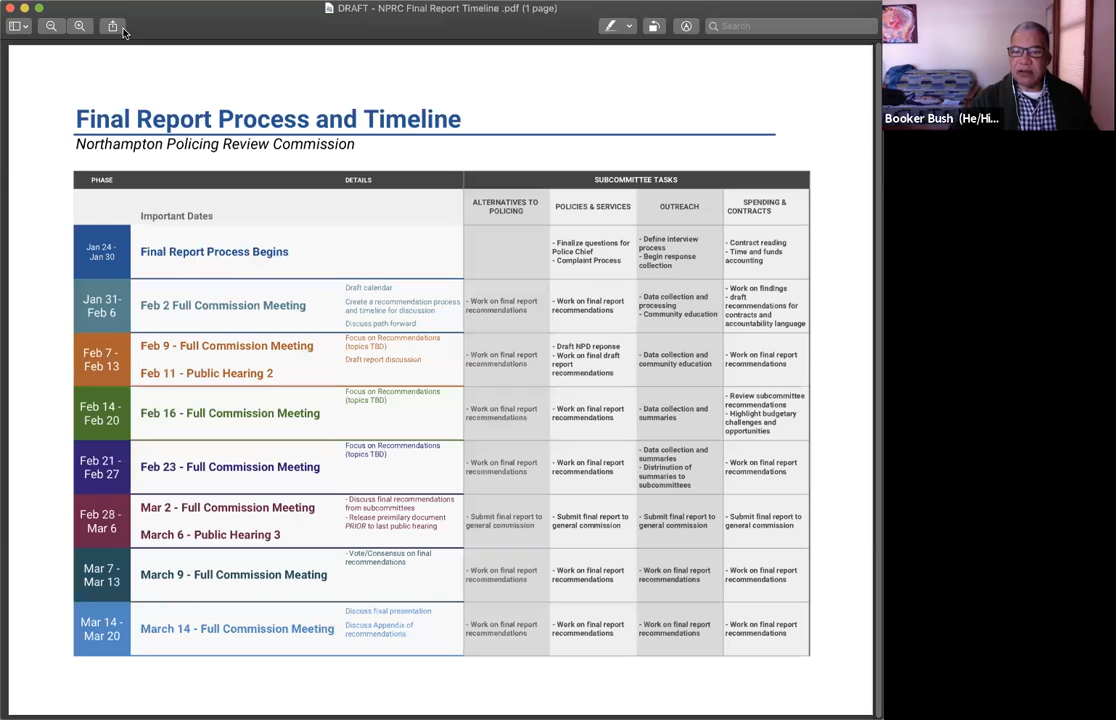 DRAFT - NPRC FInal Report Timeline .pdf (1 page)
Search
Booker Bush (He/Hi...
Final Report Process and Timeline
Northampton Policing Review Commission
PHASE
DETAILS
SUBCOMMITTEE TASKS
Important Dates
ALTERNATIVES TO
POLICING
POLICIES & SERVICES
OUTREACH
SPENDING &
CONTRACTS
Jan 24 -
Jan 30
Final Report Process Begins
- Finalize questions for
Police Chief
- Complaint Process
- Define interview
process
- Begin response
collection
- Contract reading
- Time and funds
accounting
Jan 31-
Feb 6
Feb 2 Full Commission Meeting
Draft calendar
Create a recommendation process
and timeline for discussion
Discuss path forward
- Work on final report
recommendations
- Work on final report
recommendations
- Data collection and
processing
- Community education
- Work on findings
- draft
recommendations for
contracts and
accountability language
Feb 7 -
Feb 13
Feb 9 - Full Commission Meeting
Feb 11 - Public Hearing 2
Focus on Recommendations
(topics TBD)
Draft report discussion
- Work on final report
recommendations
- Draft NPD reponse
- Work on final draft
report
recommendations
- Data collection and
community education
- Work on final report
recommendations
Feb 14 -
Feb 20
Feb 16 - Full Commission Meeting
Focus on Recommendations
(topics TBD)
- Work on final report
recommendations
- Work on final report
recommendations
- Data collection and
summaries
- Review subcommittee
recommendations
- Highlight budgetary
challenges and
opportunities
Feb 21 -
Feb 27
Feb 23 - Full Commission Meeting
Focus on Recommendations
(topics TBD)
- Work on final report
recommendations
- Work on final report
recommendations
- Data collection and
summaries
- Distrinution of
summaries to
subcommittees
- Work on final report
recommendations
Feb 28 -
Mar 6
Mar 2 - Full Commission Meeting
March 6 - Public Hearing 3
- Discuss final recommendations
from subcommittees
- Release preimilary document
PRIOR to last public hearing
- Submit final report to
general commission
- Submit final report to
general commission
- Submit final report to
general commission
- Submit final report to
general commission
Mar 7 -
Mar 13
March 9 - Full Commission Meating
- Vote/Consensus on final
recommendations
- Work on final report
recommendations
- Work on final report
recommendations
- Work on final report
recommendations
- Work on final report
recommendations
Mar 14 -
Mar 20
March 14 - Full Commission Meeting
Discuss final presentation
Discuss Appendix of
recommendations
- Work on final report
recommendations
- Work on final report
recommendations
- Work on final report
recommendations
- Work on final report
recommendations